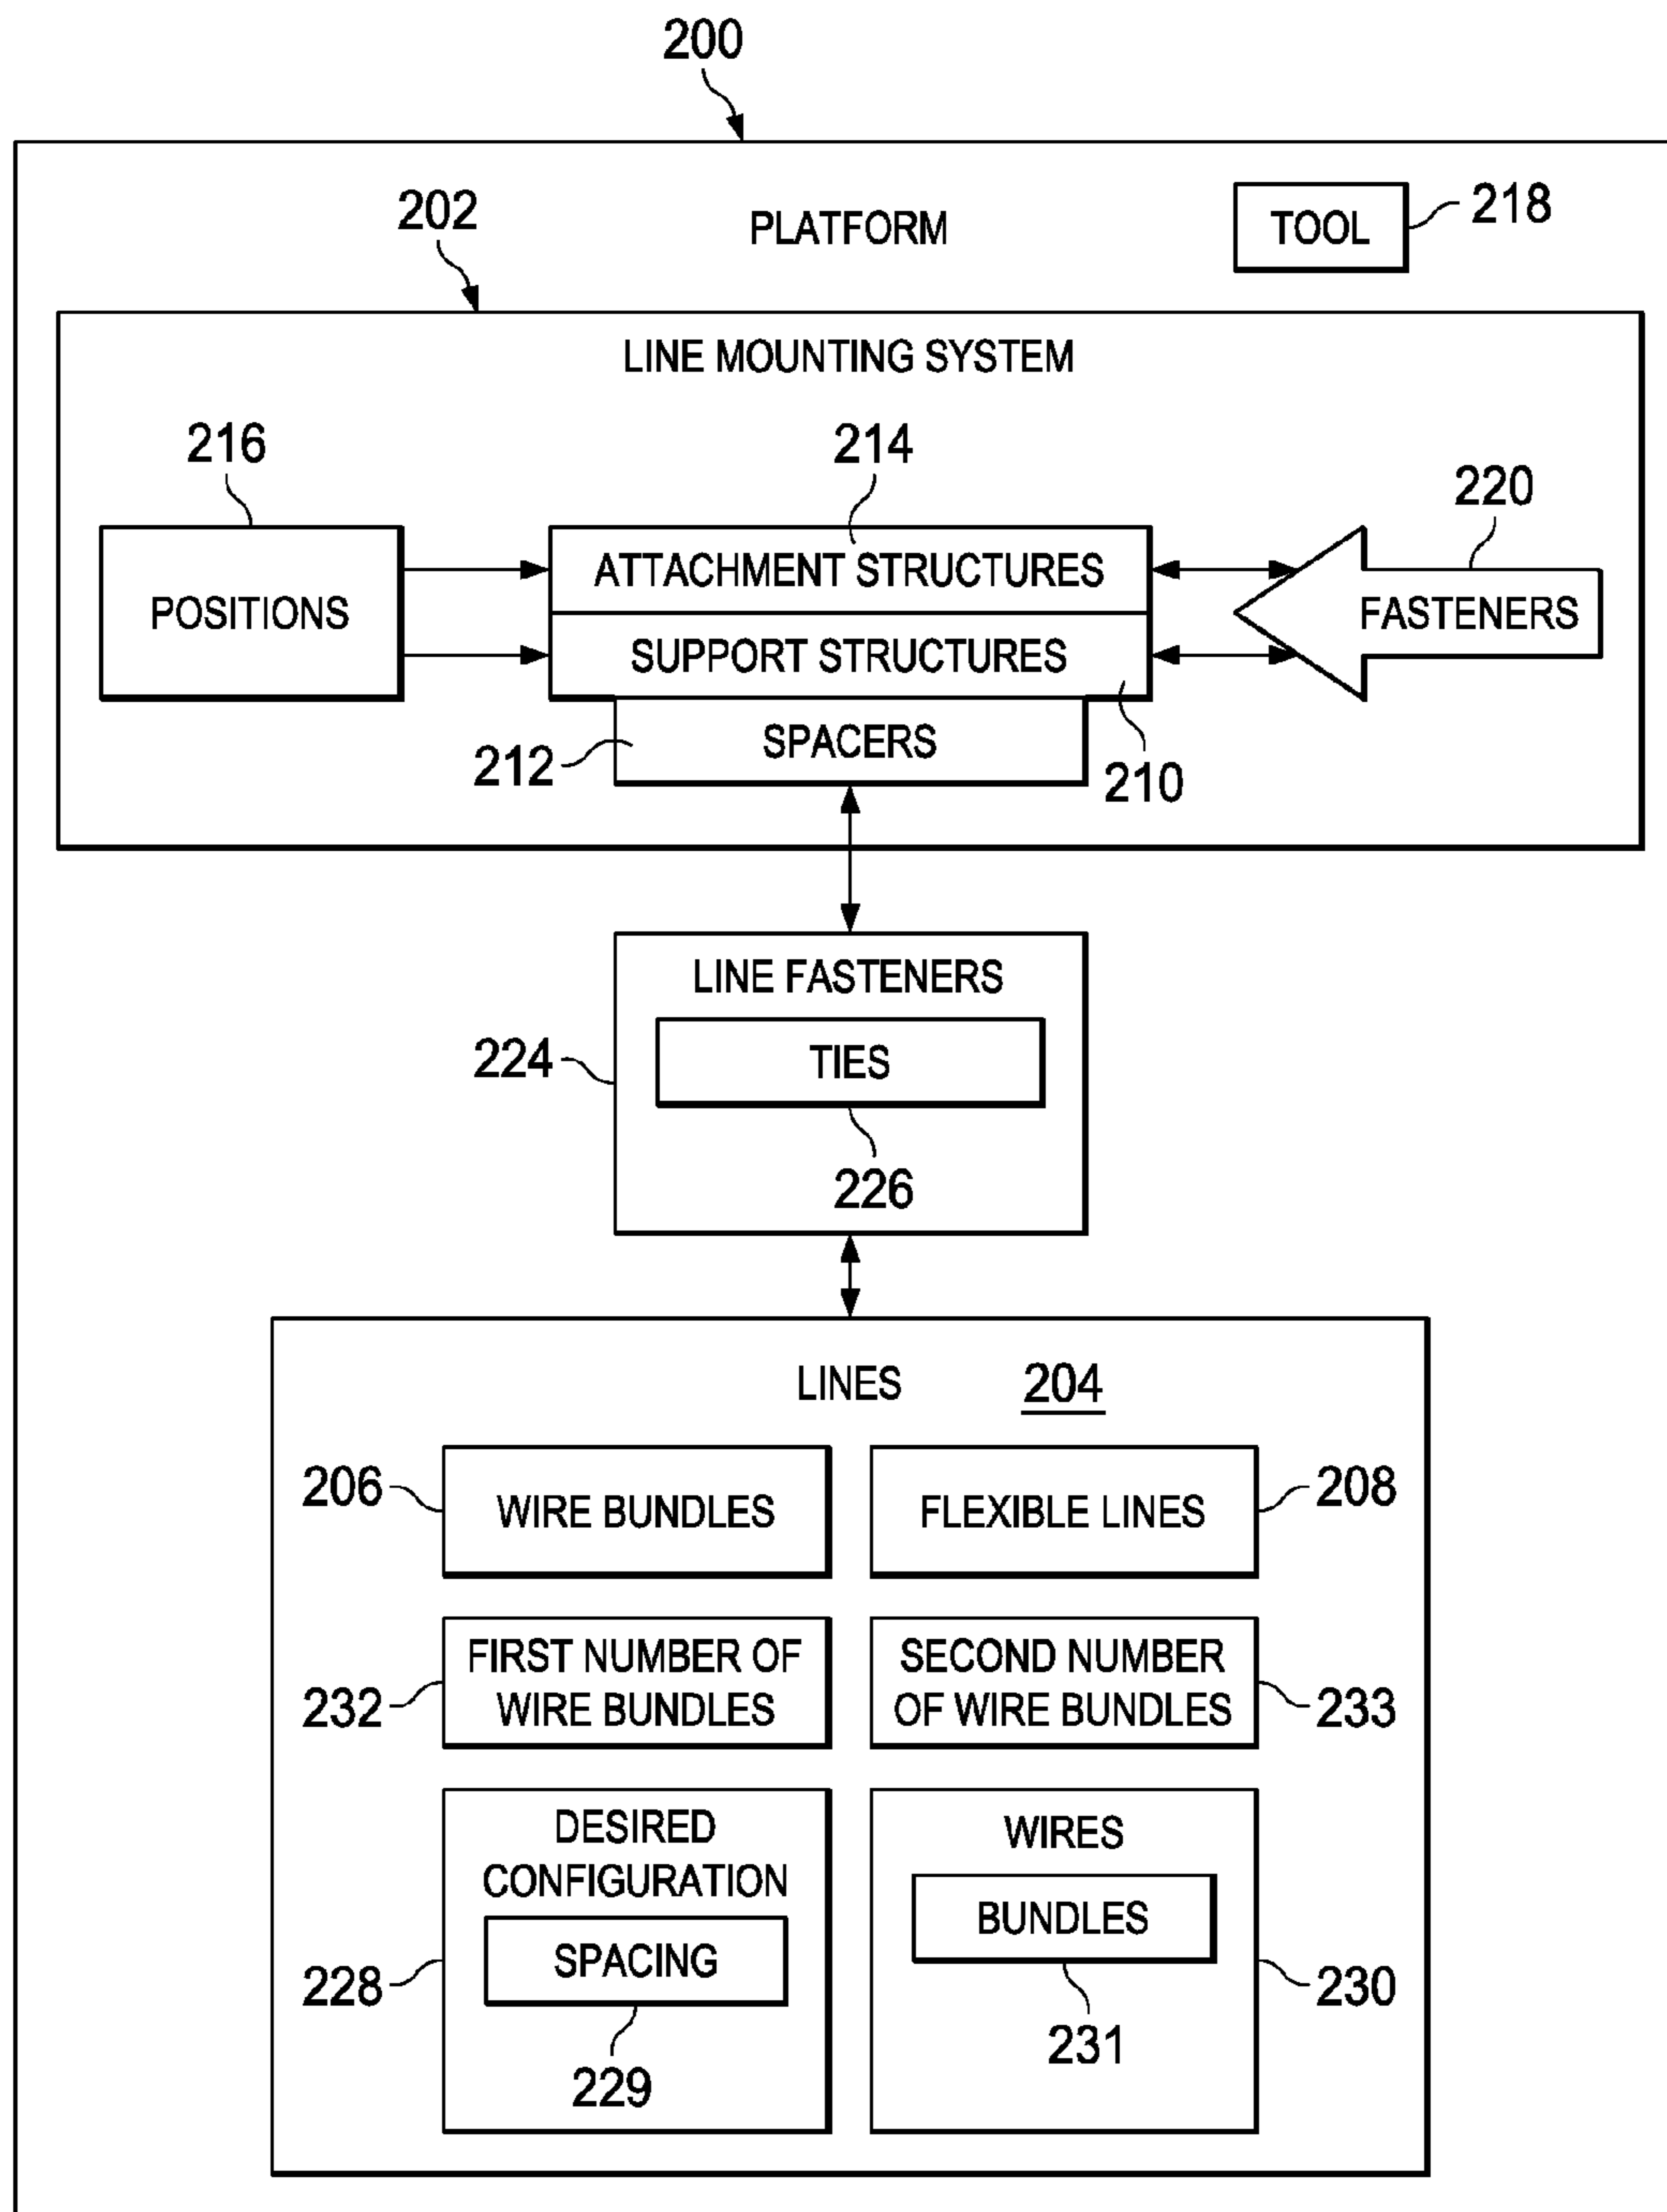 200
202
PLATFORM
TOOL
218
LINE MOUNTING SYSTEM
216
214
220
POSITIONS
ATTACHMENT STRUCTURES
SUPPORT STRUCTURES
FASTENERS
212
SPACERS
210
LINE FASTENERS
224
TIES
226
LINES
204
206
WIRE BUNDLES
FLEXIBLE LINES
208
232
FIRST NUMBER OF
WIRE BUNDLES
SECOND NUMBER
OF WIRE BUNDLES
233
DESIRED
CONFIGURATION
SPACING
228
229
WIRES
BUNDLES
231
230